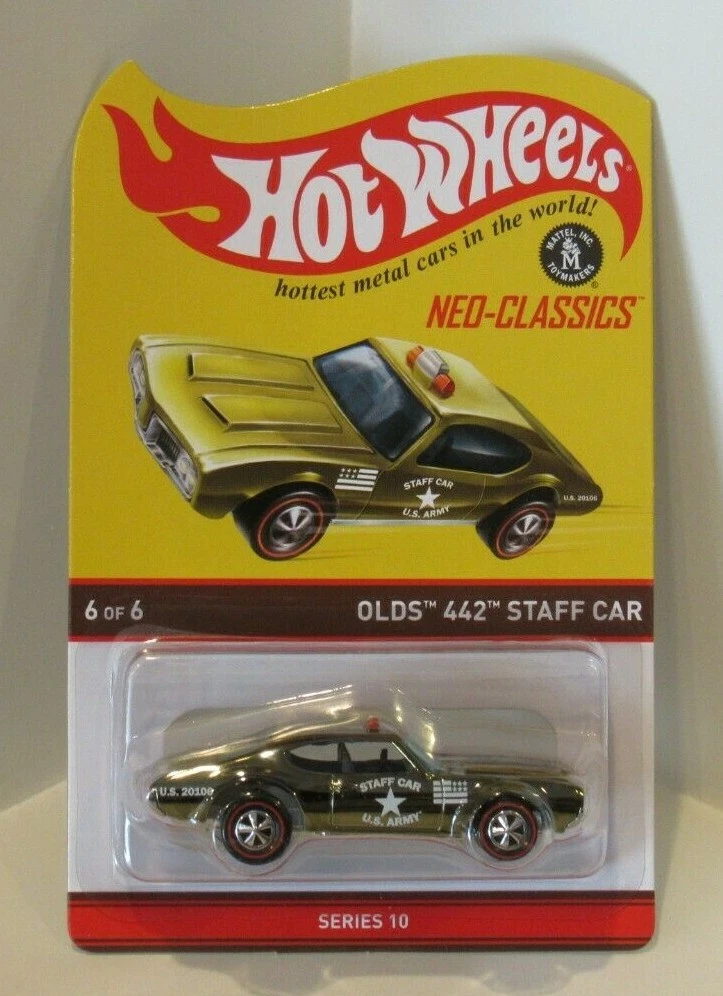 Hot Wheels®
hottest metal cars in the world!
MATTEL, INC.
M
TOYMAKERS
®
NEO-CLASSICS™
STAFF CAR
U.S. ARMY
U.S. 20106
6 OF 6
OLDS™ 442™ STAFF CAR
U.S. 20106
STAFF CAR
U.S. ARMY
SERIES 10